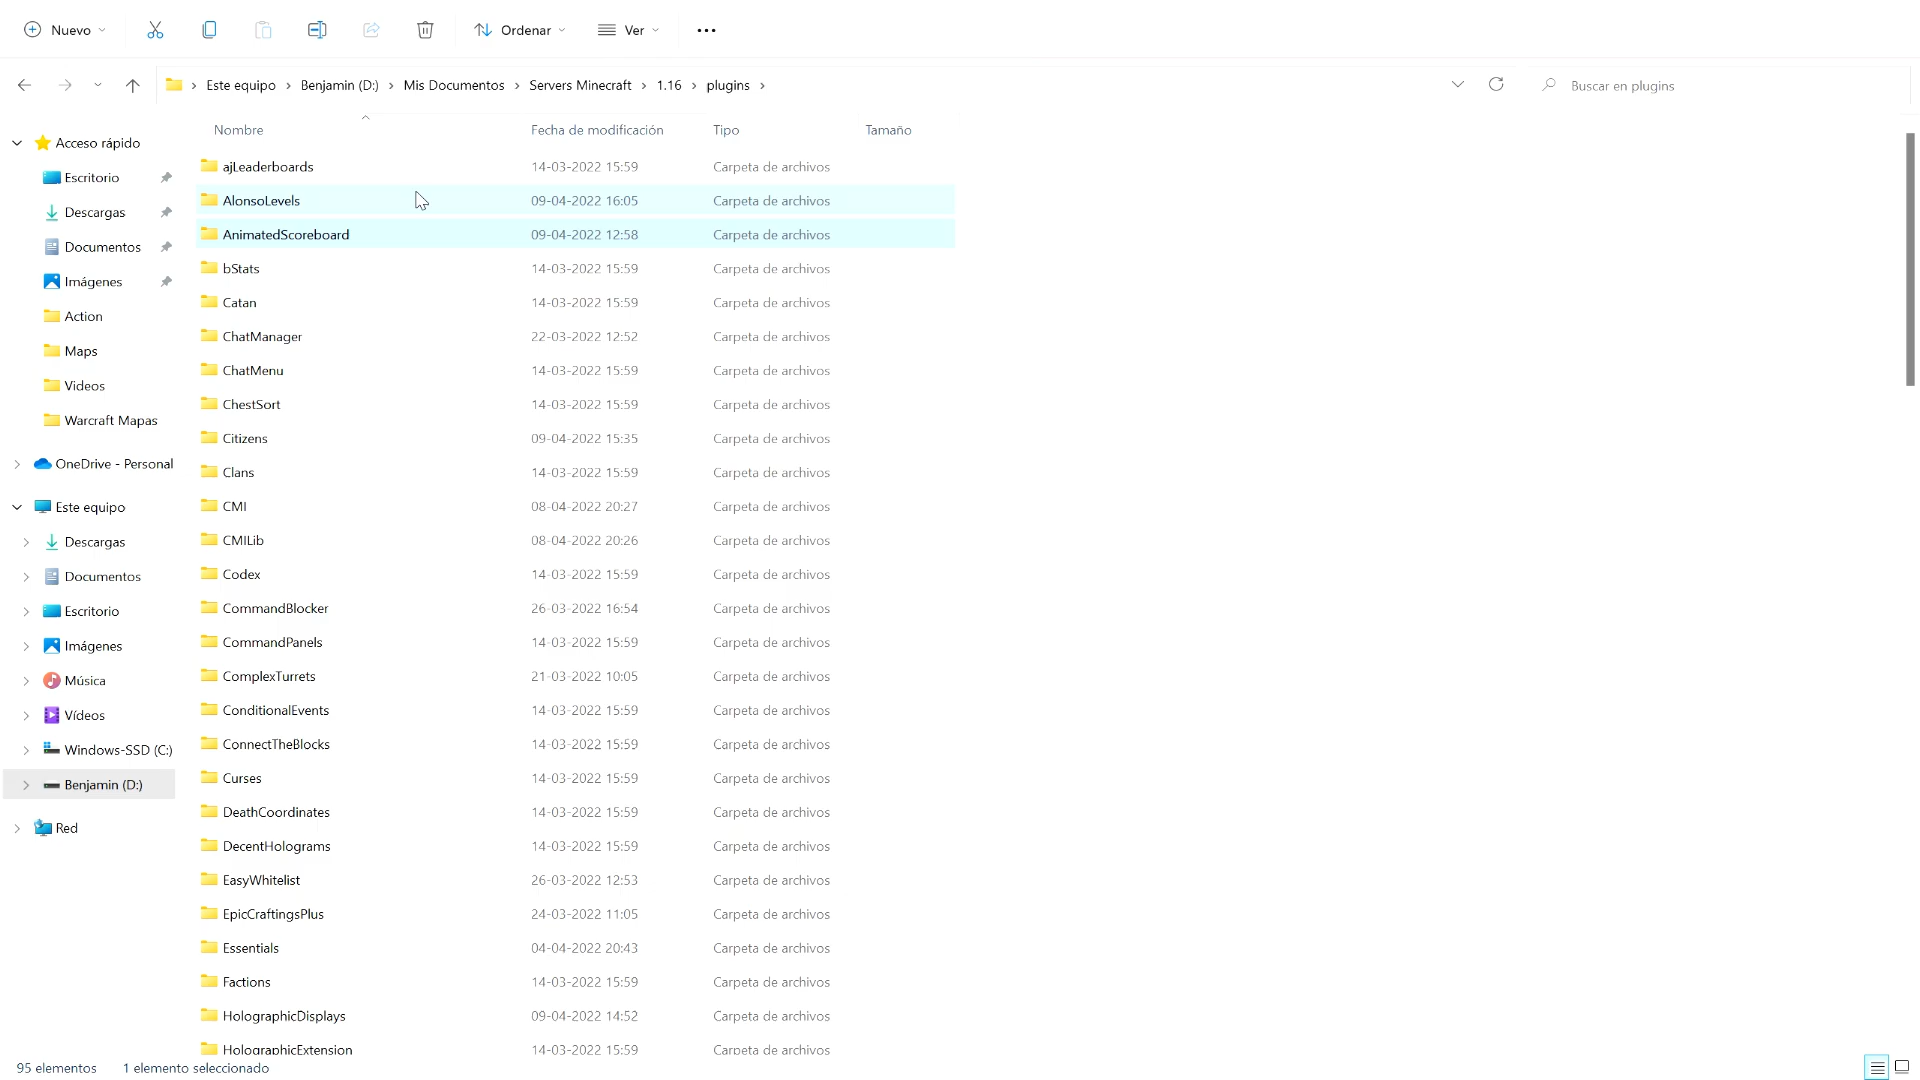 Nuevo
Ordenar
Ver
Este equipo
Benjamin (D:)
Mis Documentos
Servers Minecraft
1.16
plugins
Buscar en plugins
Acceso rápido
Escritorio
Descargas
Documentos
Imágenes
Action
Maps
Videos
Warcraft Mapas
OneDrive - Personal
Este equipo
Descargas
Documentos
Escritorio
Imágenes
Música
Vídeos
Windows-SSD (C:)
Benjamin (D:)
Red
Nombre Fecha de modificación Tipo Tamaño
ajLeaderboards 14-03-2022 15:59 Carpeta de archivos
AlonsoLevels 09-04-2022 16:05 Carpeta de archivos
AnimatedScoreboard 09-04-2022 12:58 Carpeta de archivos
bStats 14-03-2022 15:59 Carpeta de archivos
Catan 14-03-2022 15:59 Carpeta de archivos
ChatManager 22-03-2022 12:52 Carpeta de archivos
ChatMenu 14-03-2022 15:59 Carpeta de archivos
ChestSort 14-03-2022 15:59 Carpeta de archivos
Citizens 09-04-2022 15:35 Carpeta de archivos
Clans 14-03-2022 15:59 Carpeta de archivos
CMI 08-04-2022 20:27 Carpeta de archivos
CMILib 08-04-2022 20:26 Carpeta de archivos
Codex 14-03-2022 15:59 Carpeta de archivos
CommandBlocker 26-03-2022 16:54 Carpeta de archivos
CommandPanels 14-03-2022 15:59 Carpeta de archivos
ComplexTurrets 21-03-2022 10:05 Carpeta de archivos
ConditionalEvents 14-03-2022 15:59 Carpeta de archivos
ConnectTheBlocks 14-03-2022 15:59 Carpeta de archivos
Curses 14-03-2022 15:59 Carpeta de archivos
DeathCoordinates 14-03-2022 15:59 Carpeta de archivos
DecentHolograms 14-03-2022 15:59 Carpeta de archivos
EasyWhitelist 26-03-2022 12:53 Carpeta de archivos
EpicCraftingsPlus 24-03-2022 11:05 Carpeta de archivos
Essentials 04-04-2022 20:43 Carpeta de archivos
Factions 14-03-2022 15:59 Carpeta de archivos
HolographicDisplays 09-04-2022 14:52 Carpeta de archivos
HolographicExtension 14-03-2022 15:59 Carpeta de archivos
95 elementos 1 elemento seleccionado